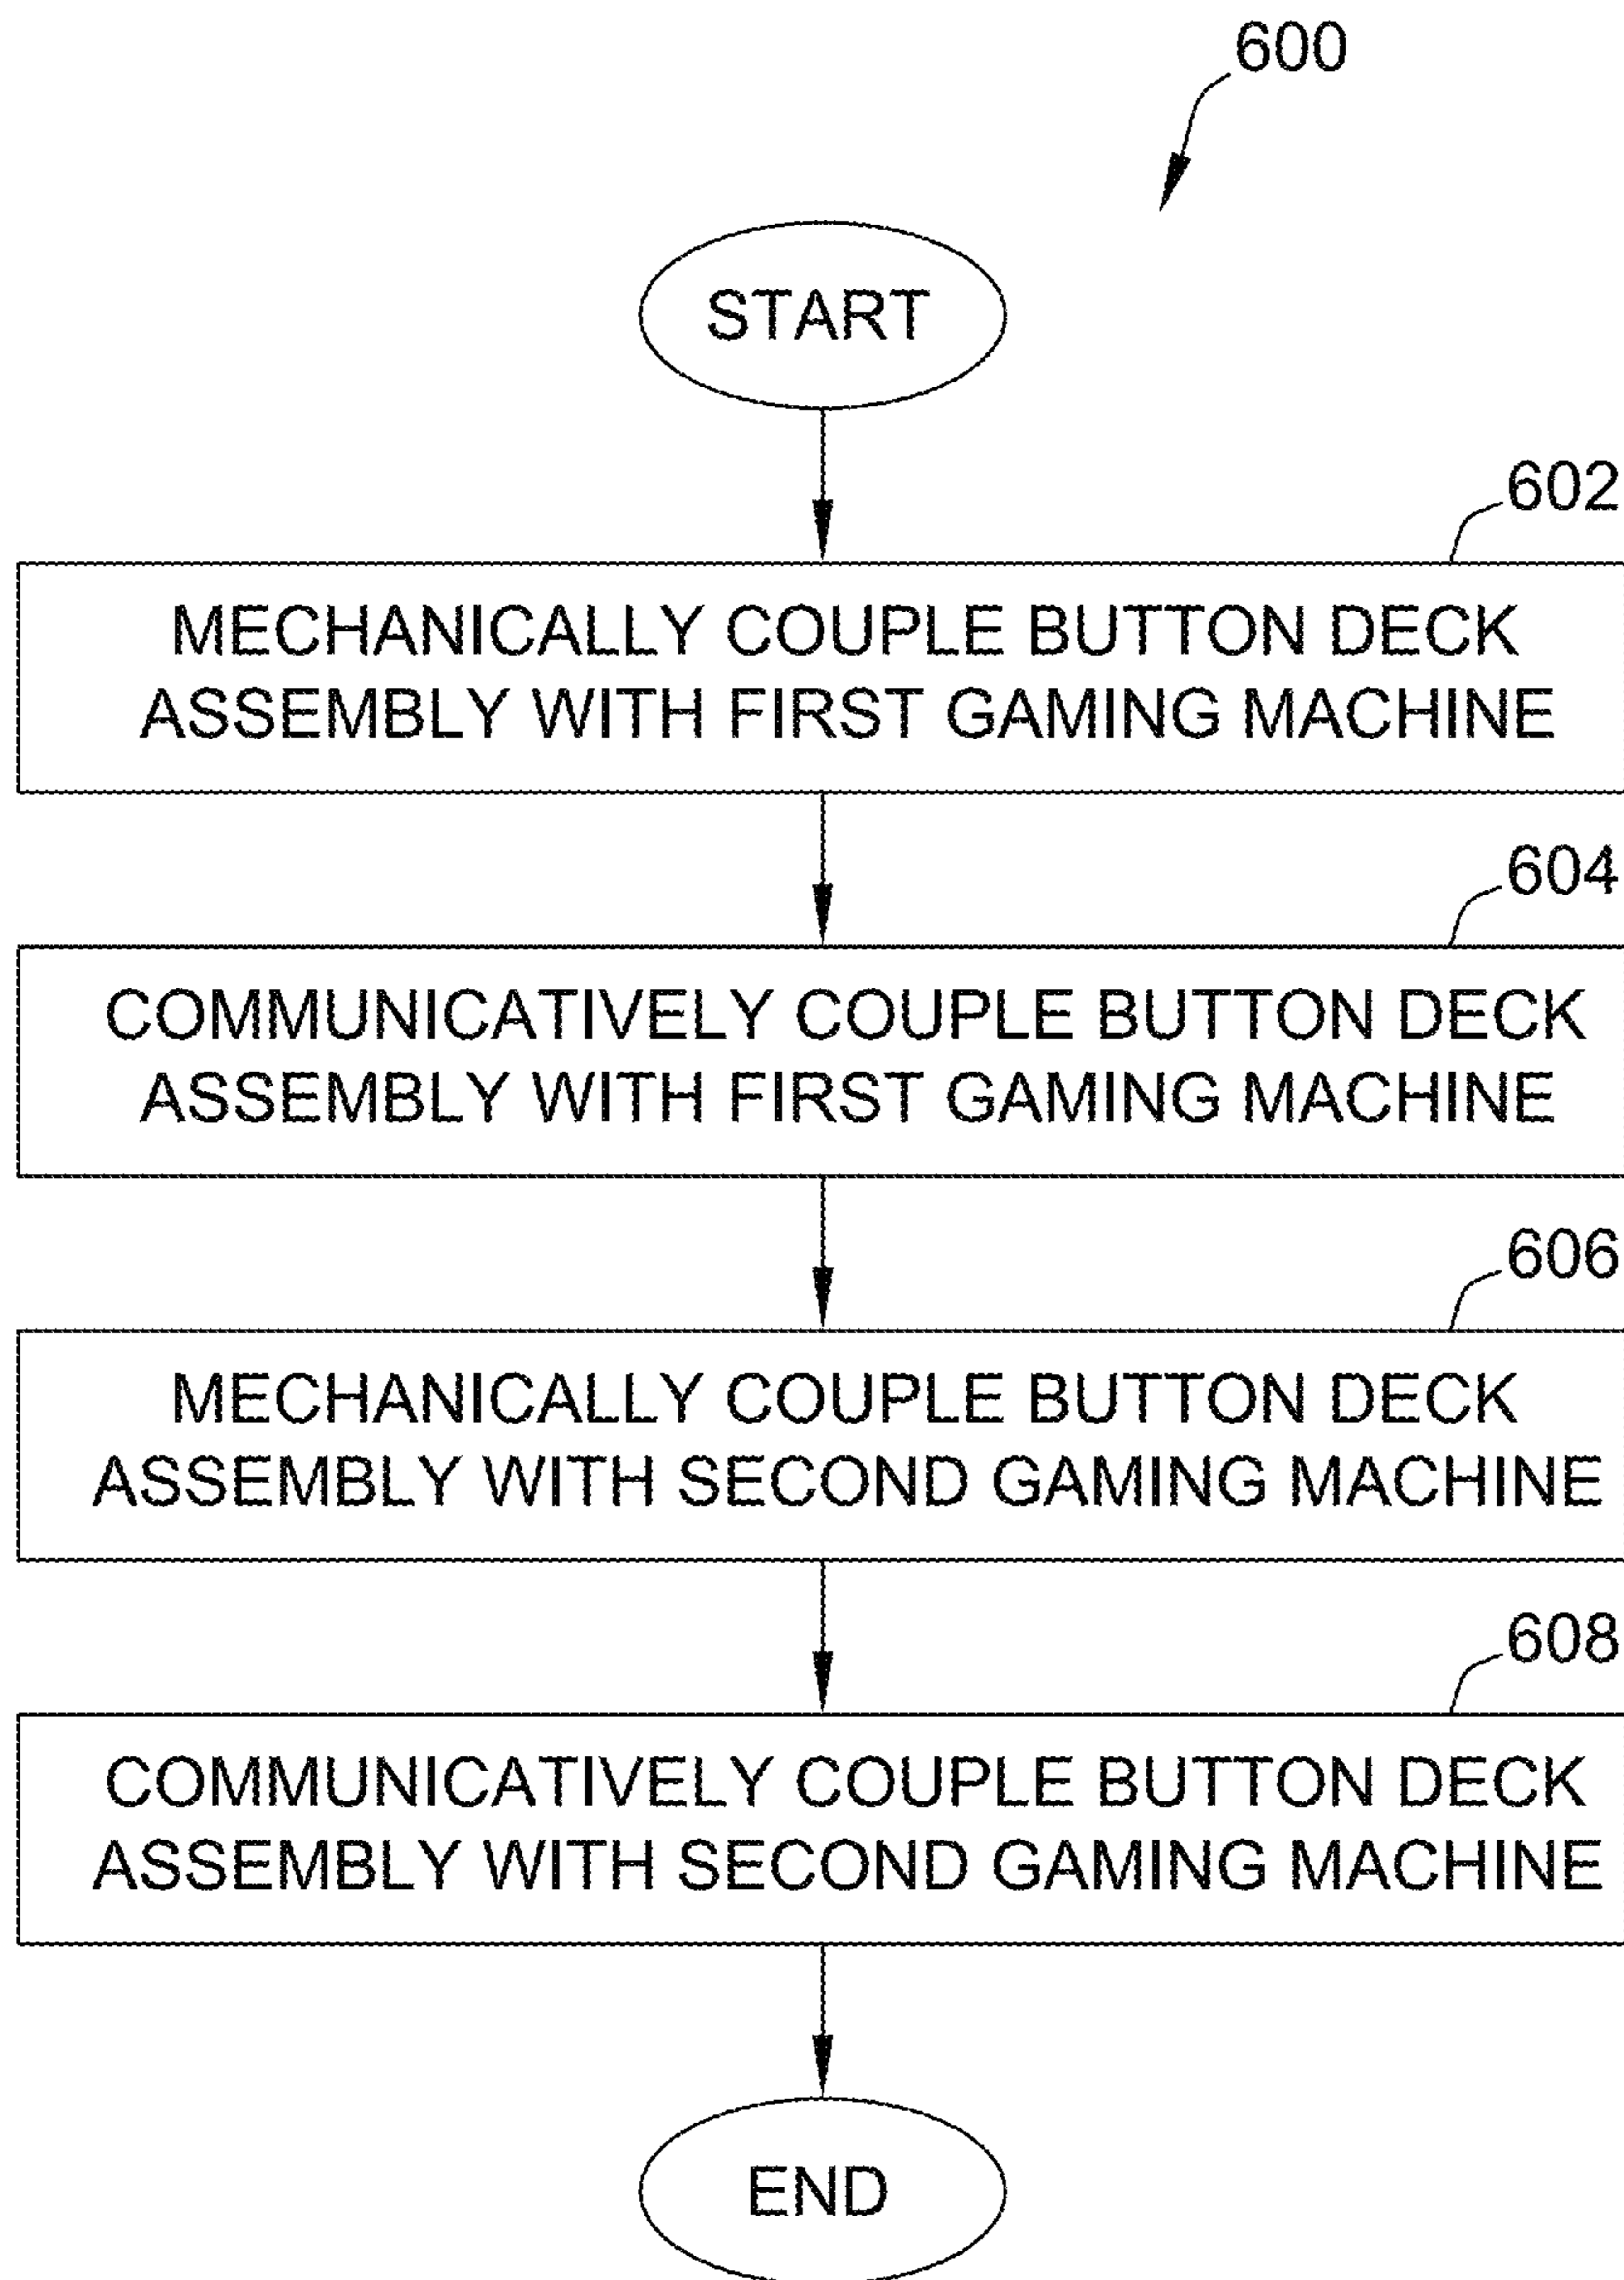 600
START
602
MECHANICALLY COUPLE BUTTON DECK
ASSEMBLY WITH FIRST GAMING MACHINE
604
COMMUNICATIVELY COUPLE BUTTON DECK
ASSEMBLY WITH FIRST GAMING MACHINE
606
MECHANICALLY COUPLE BUTTON DECK
ASSEMBLY WITH SECOND GAMING MACHINE
608
COMMUNICATIVELY COUPLE BUTTON DECK
ASSEMBLY WITH SECOND GAMING MACHINE
END